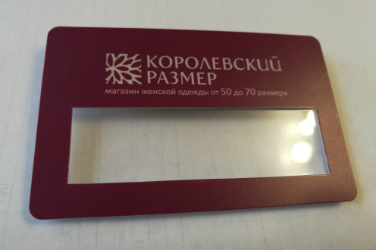 КОРОЛЕВСКИЙ
РАЗМЕР
магазин женской одежды от 50 до 70 размера